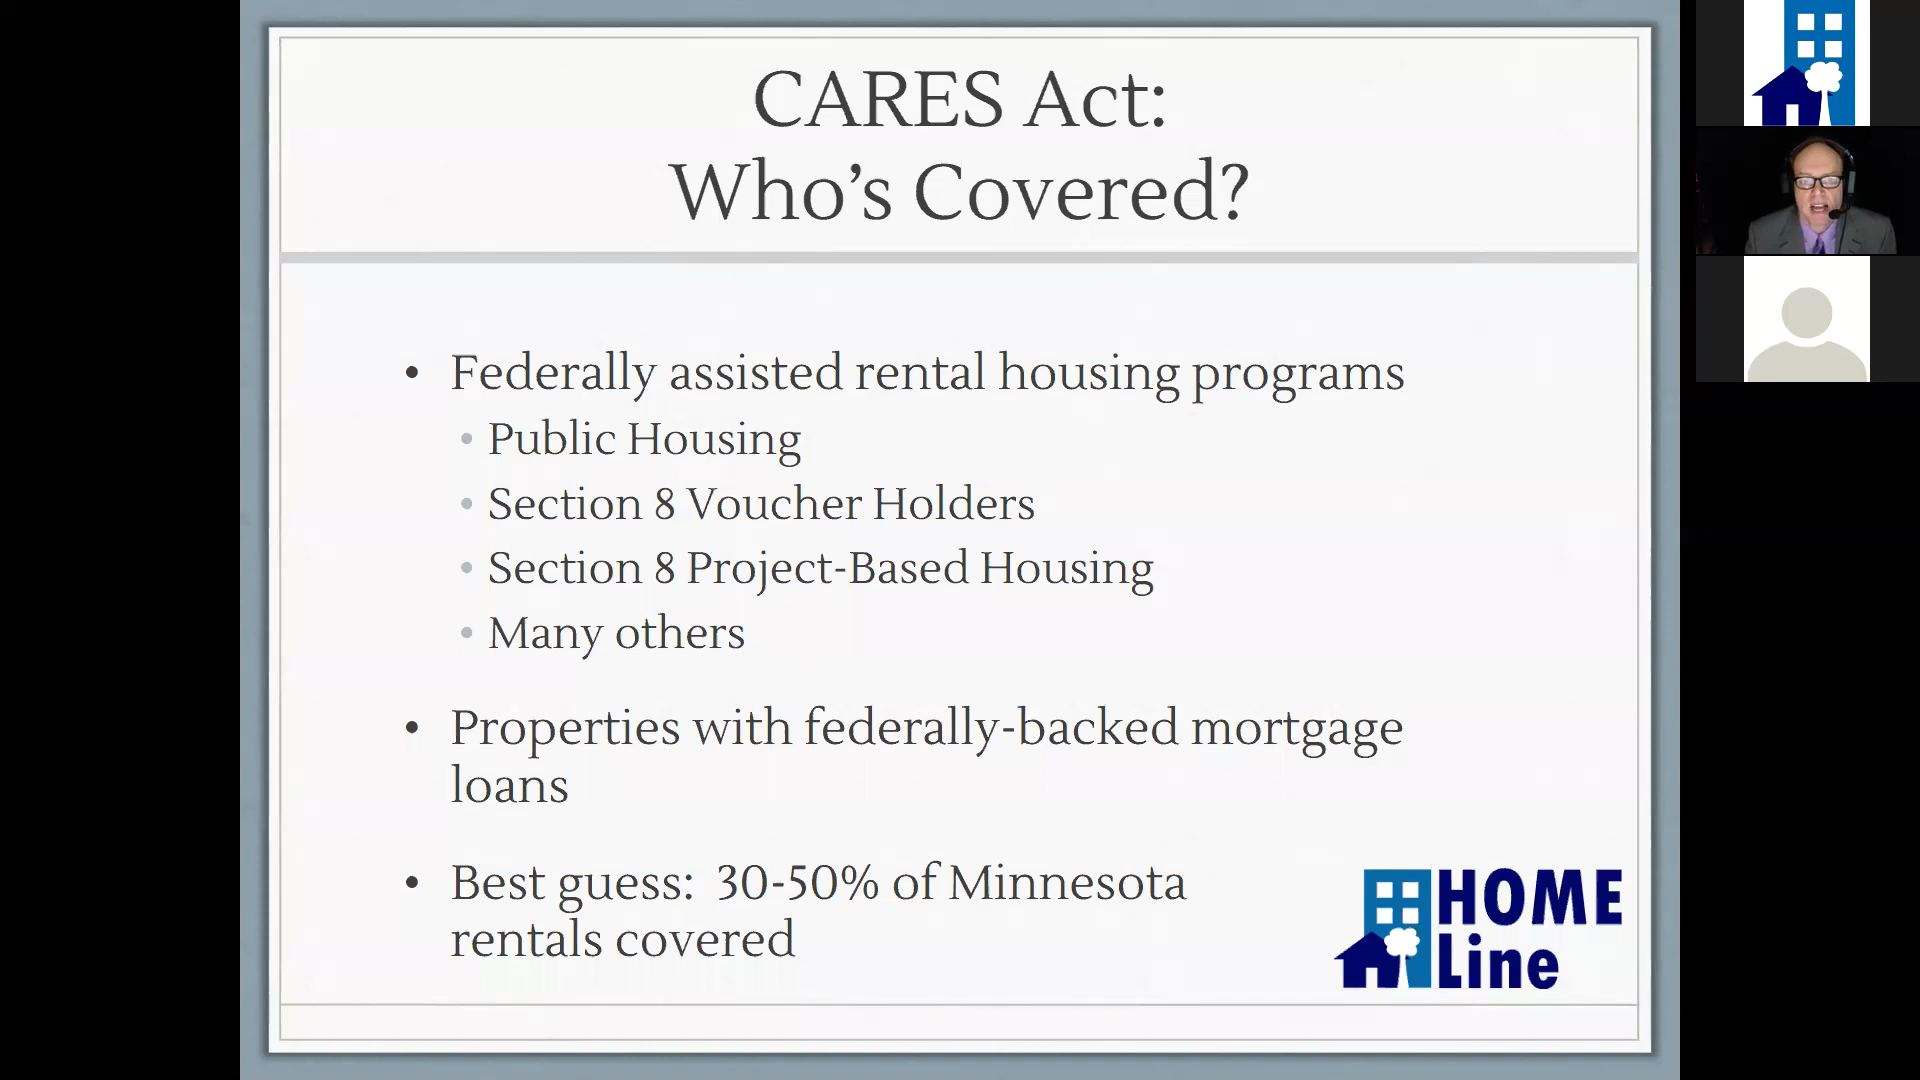 CARES Act:
Who’s Covered?
• Federally assisted rental housing programs
• Public Housing
• Section 8 Voucher Holders
• Section 8 Project-Based Housing
• Many others
• Properties with federally-backed mortgage
loans
• Best guess:  30-50% of Minnesota
rentals covered
HOME
Line